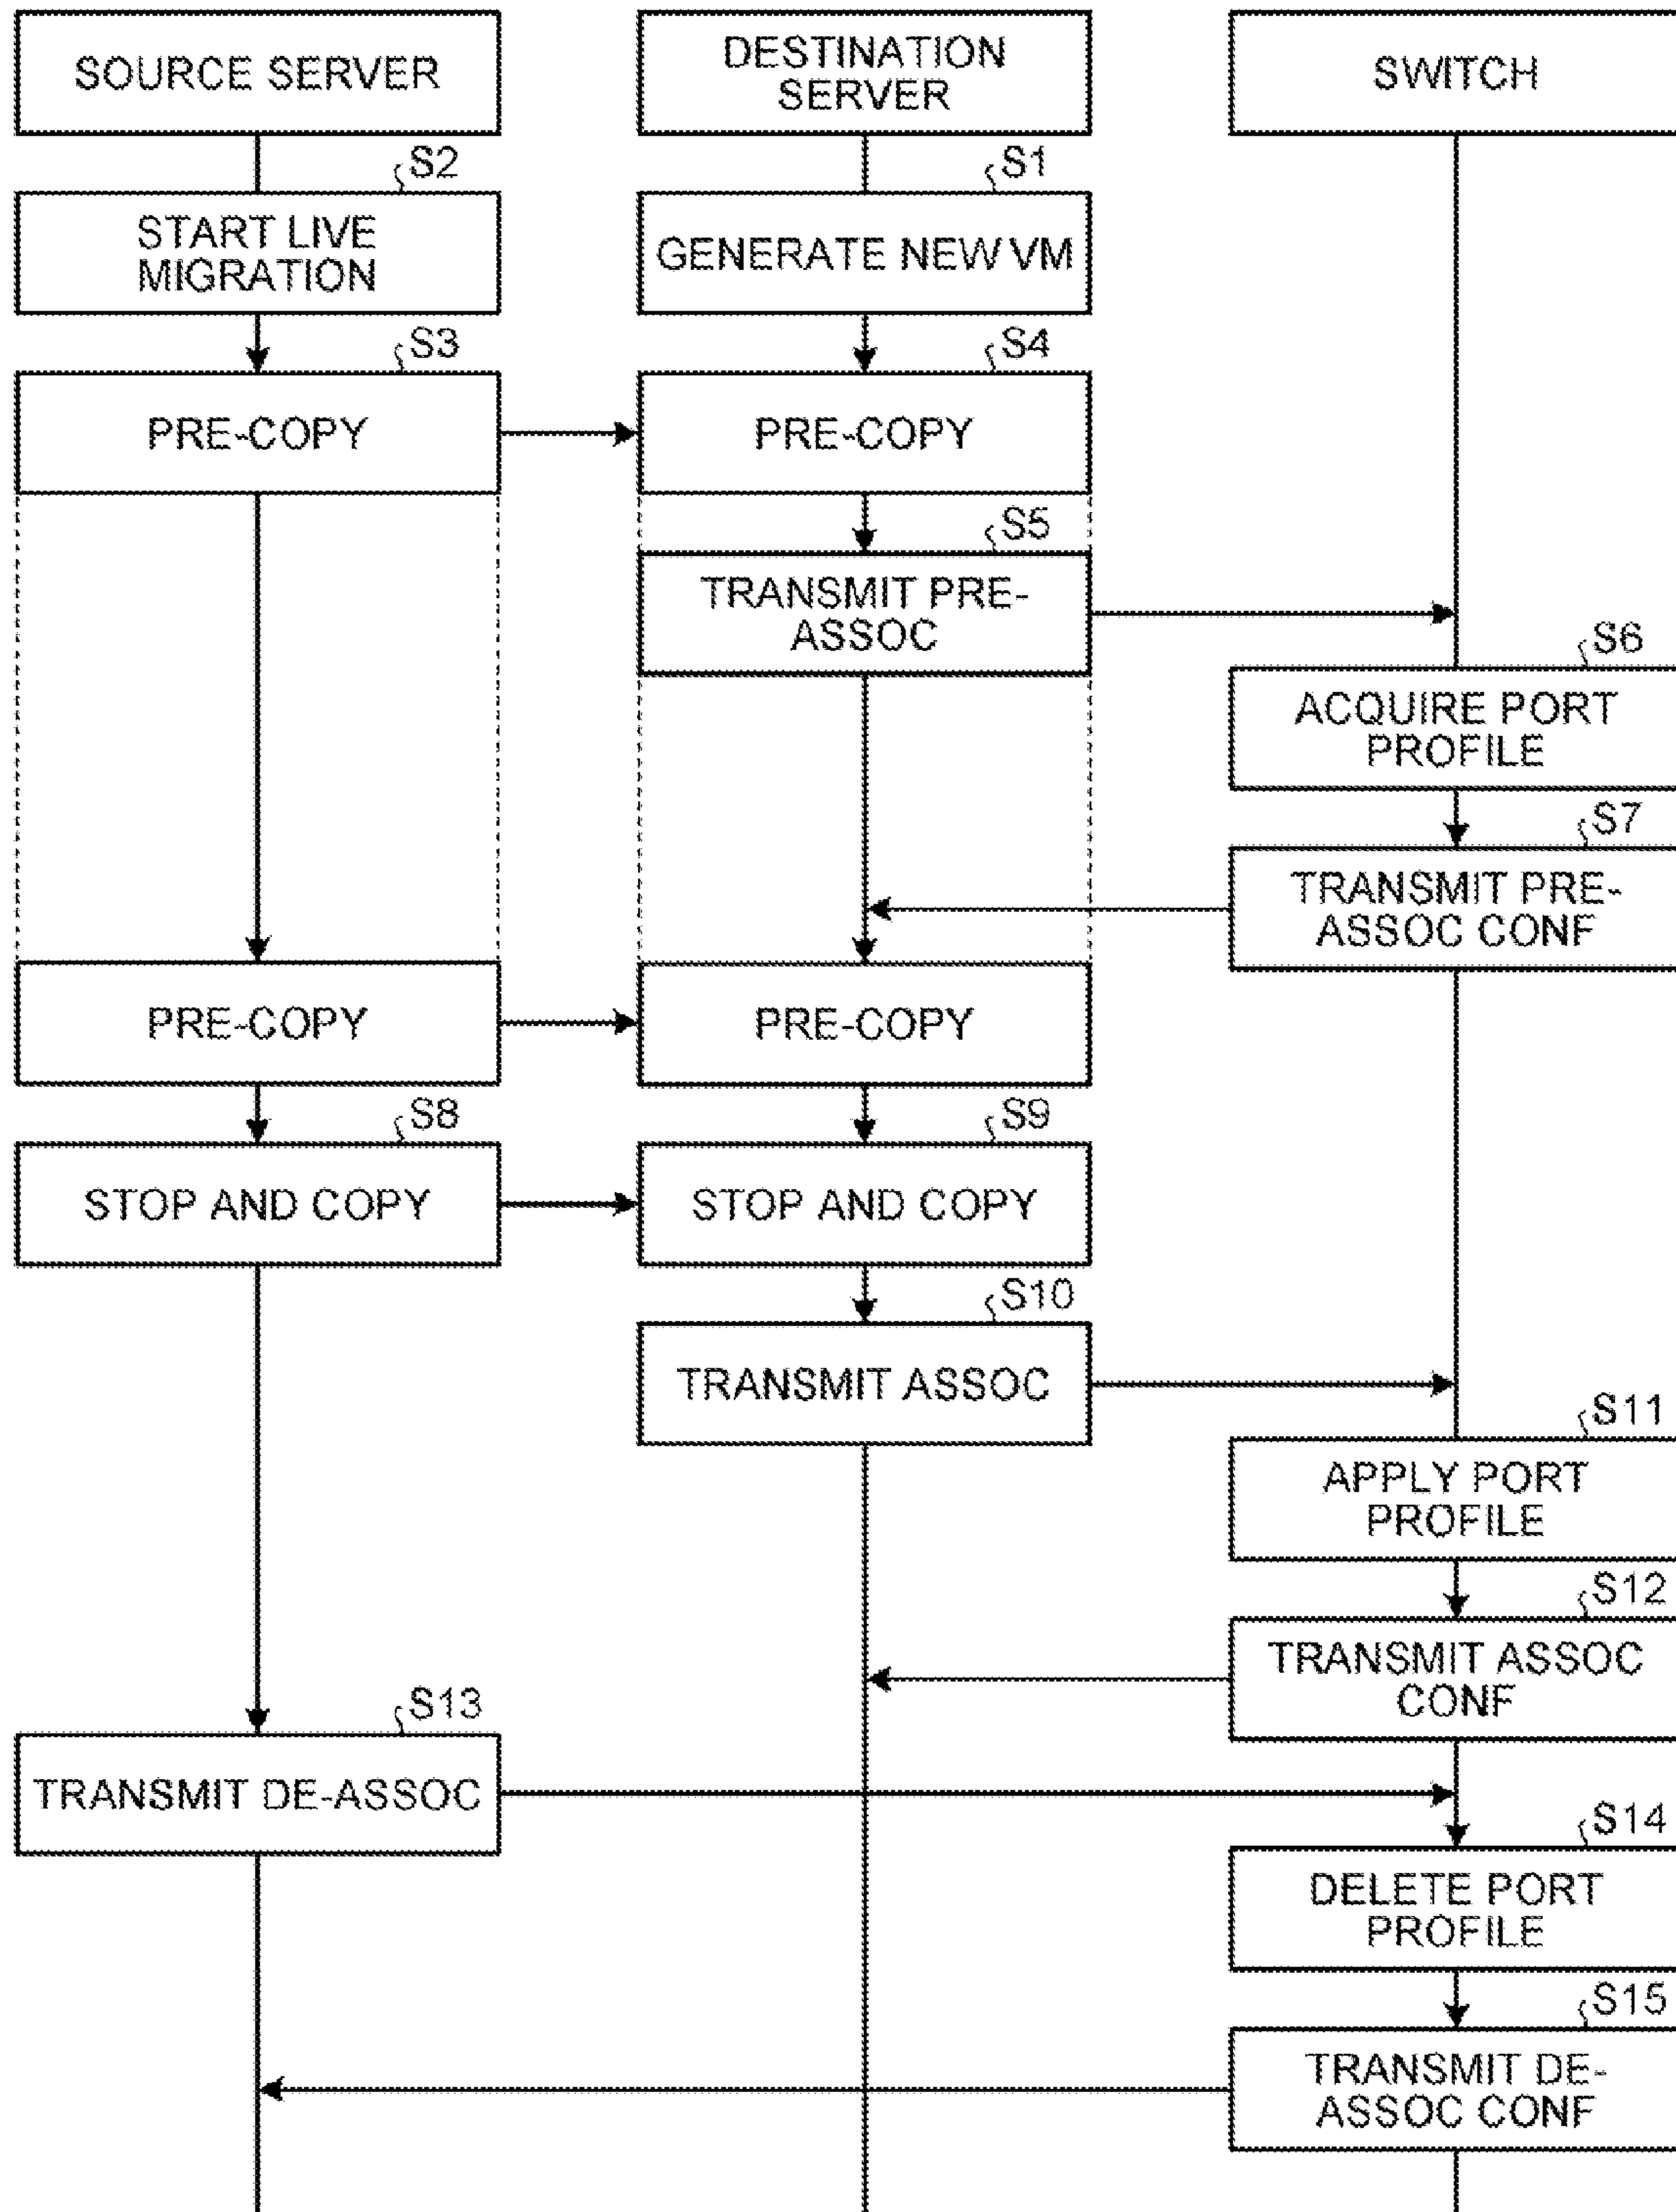 SOURCE SERVER
DESTINATION
SERVER
SWITCH
S2
START LIVE
MIGRATION
S1
GENERATE NEW VM
S3
PRE-COPY
S4
PRE-COPY
S5
TRANSMIT PRE-
ASSOC
S6
ACQUIRE PORT
PROFILE
S7
TRANSMIT PRE-
ASSOC CONF
PRE-COPY
PRE-COPY
S8
STOP AND COPY
S9
STOP AND COPY
S10
TRANSMIT ASSOC
S11
APPLY PORT
PROFILE
S12
TRANSMIT ASSOC
CONF
S13
TRANSMIT DE-ASSOC
S14
DELETE PORT
PROFILE
S15
TRANSMIT DE-
ASSOC CONF